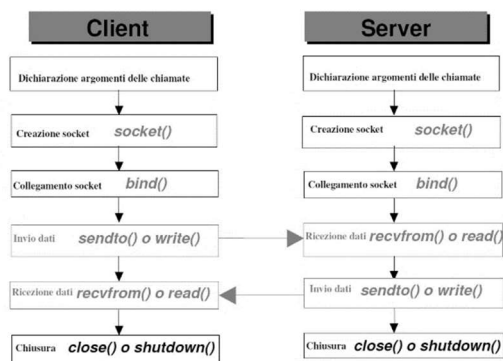 Client
Dichiarazione argomenti delle chiamate
Creazione socket socket()
Collegamento socket bind()
Invio dati sendto() o write()
Ricezione dati recvfrom() o read()
Chiusura close() o shutdown()
Server
Dichiarazione argomenti delle chiamate
Creazione socket socket()
Collegamento socket bind()
Ricezione dati recvfrom() o read()
Invio dati sendto() o write()
Chiusura close() o shutdown()